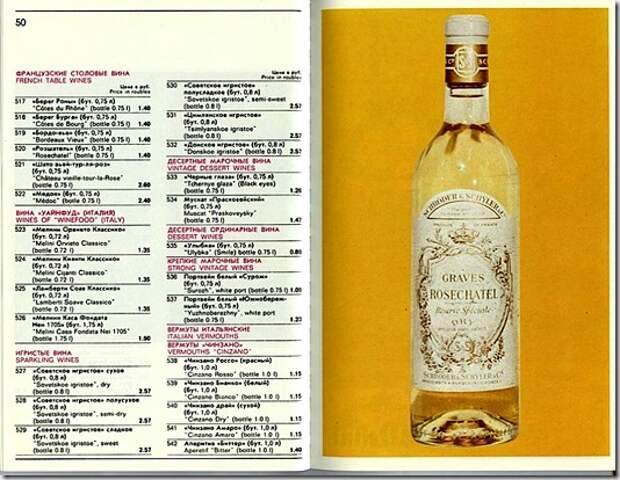 50
ФРАНЦУЗСКИЕ СТОЛОВЫЕ ВИНА
FRENCH TABLE WINES
Цена в руб.
Price in roubles
517 «Берег Роны» (бут. 0,75 л)
"Côtes du Rhône" (bottle 0.75 l) 1.40
518 «Берег Бурга» (бут. 0,75 л)
"Côtes de Bourg" (bottle 0.75 l) 1.40
519 (бут. 0,75 л)
"Bordeaux Vieux" (bottle 0.75 l) 1.40
520 «Розшатель» (бут. 0,75 л)
"Rosechatel" (bottle 0.75 l) 1.40
521 «Шато вьей-тур-ля-роз»
(бут. 0,75 л)
"Château vieille-tour-la-Rose"
(bottle 0.75 l) 2.60
522 «Медок» (бут. 0,75 л)
"Médoc" (bottle 0.75 l) 2.40
ВИНА «УАЙНФУД» (ИТАЛИЯ)
WINES OF "WINEFOOD" (ITALY)
523 «Мелини Орвието Классико»
(бут. 0,72 л)
"Melini Orvieto Classico"
(bottle 0.72 l) 1.35
524 «Мелини Кианти Классико»
(бут. 0,72 л)
"Melini Cijanti Classico"
(bottle 0.72 l) 1.35
525 «Ламберти Соаве Классико»
(бут. 0,72 л)
"Lamberti Soave Classico"
(bottle 0.72 l) 1.35
526 «Мелини Каса Фондата
Неи 1705» (бут. 1,75 л)
"Melini Casa Fondata Nei 1705"
(bottle 1.75 l) 1.90
ИГРИСТЫЕ ВИНА
SPARKLING WINES
527 «Советское игристое» сухое
(бут. 0,8 л)
"Sovetskoe igristoe", dry
(bottle 0.8 l) 2.57
528 «Советское игристое» полусухое
(бут. 0,8 л)
"Sovetskoe igristoe", semi-dry
(bottle 0.8 l) 2.57
529 «Советское игристое» сладкое
(бут. 0,8 л)
"Sovetskoe igristoe", sweet
(bottle 0.8 l) 2.57
Цена в руб.
Price in roubles
530 «Советское игристое»
полусладкое (бут. 0,8 л)
"Sovetskoe igristoe", semi-sweet
(bottle 0.8 l) 2.57
531 «Цимлянское игристое»
(бут. 0,8 л)
"Tsimlyanskoe igristoe"
(bottle 0.8 l) 2.57
532 «Донское игристое» (бут. 0,8 л)
"Donskoe igristoe" (bottle 0.8 l) 2.57
ДЕСЕРТНЫЕ МАРОЧНЫЕ ВИНА
VINTAGE DESSERT WINES
533 «Черные глаза» (бут. 0,75 л)
"Tchernye glaza" (Black eyes)
(bottle 0.75 l) 1.26
534 Мускат «Прасковейский»
(бут. 0,75 л)
Muscat "Praskoveysky"
(bottle 0.75 l) 1.47
ДЕСЕРТНЫЕ ОРДИНАРНЫЕ ВИНА
DESSERT WINES
535 «Улыбка» (бут. 0,75 л)
"Ulybka" (Smile) bottle 0.75 l)
КРЕПКИЕ МАРОЧНЫЕ ВИНА
STRONG VINTAGE WINES
536 Портвейн белый «Сурож»
(бут. 0,75 л)
"Surozh", white port (bottle 0.75 l)
537 Портвейн белый «Южнобереж-
ный» (бут. 0,75 л)
"Yuzhnoberezhny", white port
(bottle 0.75 l) 1.23
ВЕРМУТЫ ИТАЛЬЯНСКИЕ
ITALIAN VERMOUTHS
ВЕРМУТЫ «ЧИНЗАНО»
VERMOUTHS "CINZANO"
538 «Чинзано Россо» (красный)
(бут. 1,0 л)
"Cinzano Rosso" (bottle 1.0 l) 1.15
539 «Чинзано Бианко» (белый)
(бут. 1,0 л)
"Cinzano Bianco" (bottle 1.0 l) 1.15
540 «Чинзано драй» (сухой)
(бут. 1,0 л)
"Cinzano Dry" (bottle 1.0 l) 1.15
541 «Чинзано Амаро» (бут. 1,0 л)
"Cinzano Amaro" (bottle 1.0 l) 1.15
542 Аперитив «Биттер» (бут. 1,0 л)
Aperetif "Bitter" (bottle 1.0 l) 1.40
SCHRÖDER & SCHŸLER & Cº
GRAVES
ROSECHATEL
Réserve Spéciale
DRY
SCHRÖDER & SCHŸLER & Cº